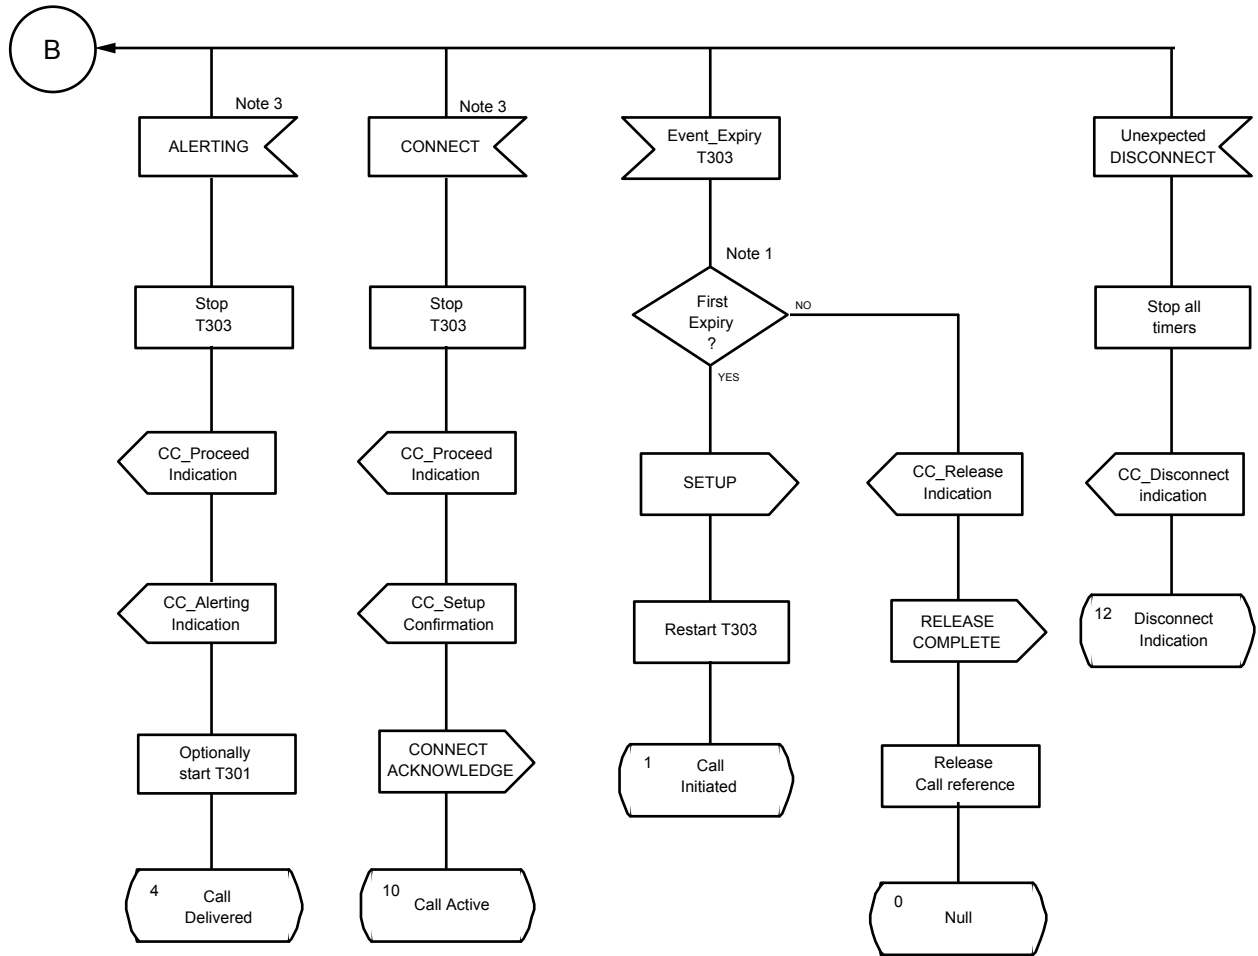 B
Note 3
ALERTING
Stop
T303
CC_Proceed
Indication
CC_Alerting
Indication
Optionally
start T301
4
Call
Delivered
Note 3
CONNECT
Stop
T303
CC_Proceed
Indication
CC_Setup
Confirmation
CONNECT
ACKNOWLEDGE
10
Call Active
Event_Expiry
T303
Note 1
First
Expiry
?
NO
YES
SETUP
Restart T303
1
Call
Initiated
CC_Release
Indication
RELEASE
COMPLETE
Release
Call reference
0
Null
Unexpected
DISCONNECT
Stop all
timers
CC_Disconnect
indication
12
Disconnect
Indication